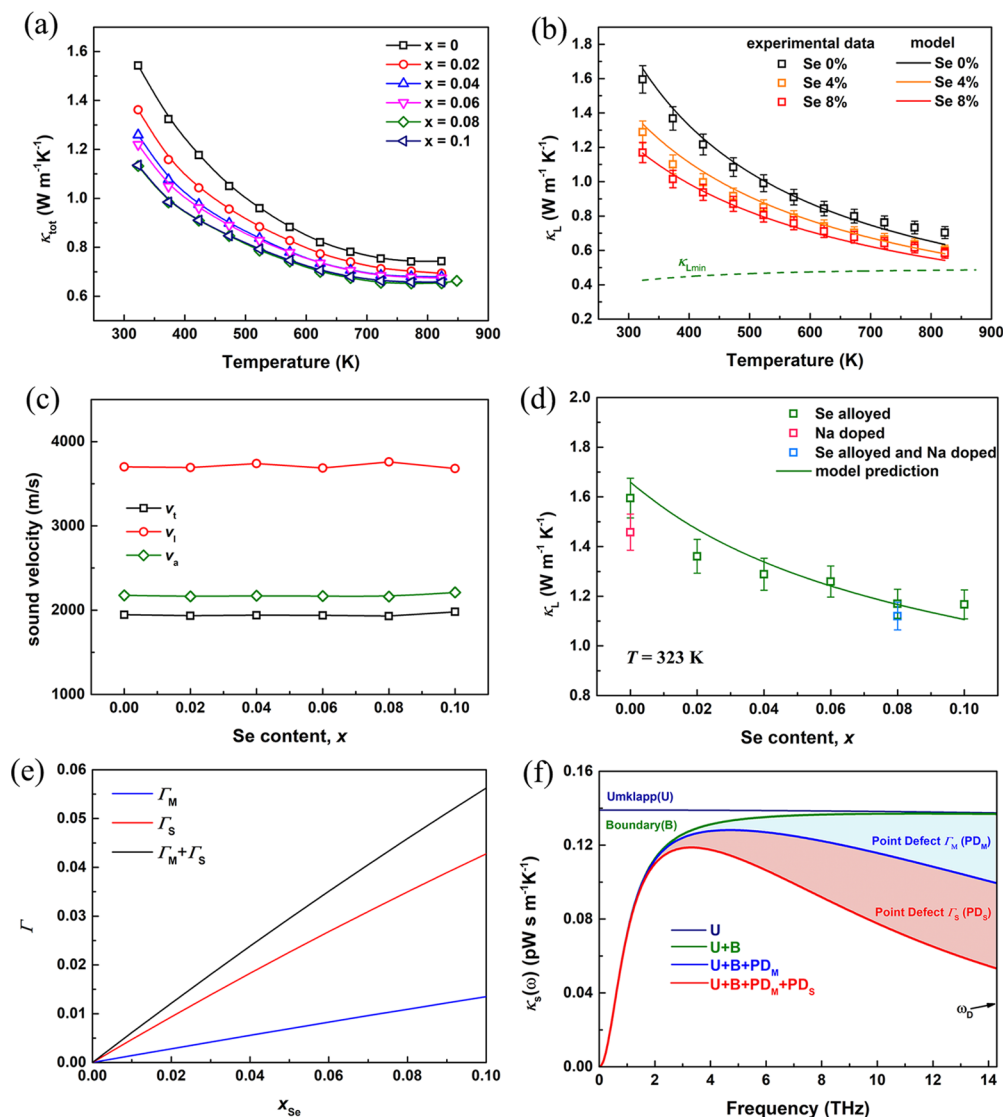 (a)
κtot (W m-1K-1)
1.6
1.4
1.2
1.0
0.8
0.6
x = 0
x = 0.02
x = 0.04
x = 0.06
x = 0.08
x = 0.1
300 400 500 600 700 800 900
Temperature (K)
(b)
κL (W m-1 K-1)
2.0
1.8
1.6
1.4
1.2
1.0
0.8
0.6
0.4
0.2
experimental data model
Se 0% Se 0%
Se 4% Se 4%
Se 8% Se 8%
κLmin
300 400 500 600 700 800 900
Temperature (K)
(c)
sound velocity (m/s)
4000
3000
2000
1000
vt
vl
va
0.00 0.02 0.04 0.06 0.08 0.10
Se content, x
(d)
κL (W m-1 K-1)
2.0
1.8
1.6
1.4
1.2
1.0
0.8
Se alloyed
Na doped
Se alloyed and Na doped
model prediction
T = 323 K
0.00 0.02 0.04 0.06 0.08 0.10
Se content, x
(e)
Γ
0.06
0.05
0.04
0.03
0.02
0.01
0.00
ΓM
ΓS
ΓM+ΓS
0.00 0.02 0.04 0.06 0.08 0.10
xSe
(f)
κs(ω) (pW s m-1K-1)
0.16
0.12
0.08
0.04
0.00
Umklapp(U)
Boundary(B)
Point Defect ΓM (PDM)
Point Defect ΓS (PDS)
U
U+B
U+B+PDM
U+B+PDM+PDS
ωD
0 2 4 6 8 10 12 14
Frequency (THz)